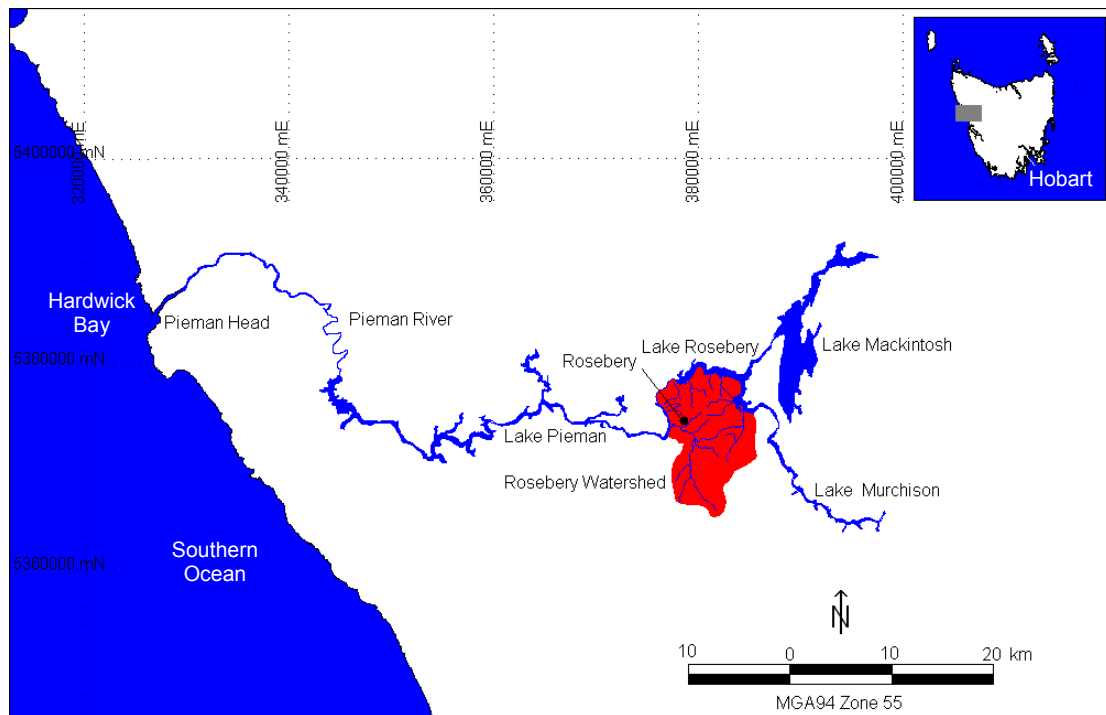 320000 mE
340000 mE
360000 mE
380000 mE
400000 mE
5400000 mN
Hobart
Hardwick
Bay
Pieman Head
Pieman River
Lake Rosebery
Rosebery
Lake Mackintosh
5380000 mN
Lake Pieman
Rosebery Watershed
Lake Murchison
Southern
Ocean
5360000 mN
N
10 0 10 20 km
MGA94 Zone 55